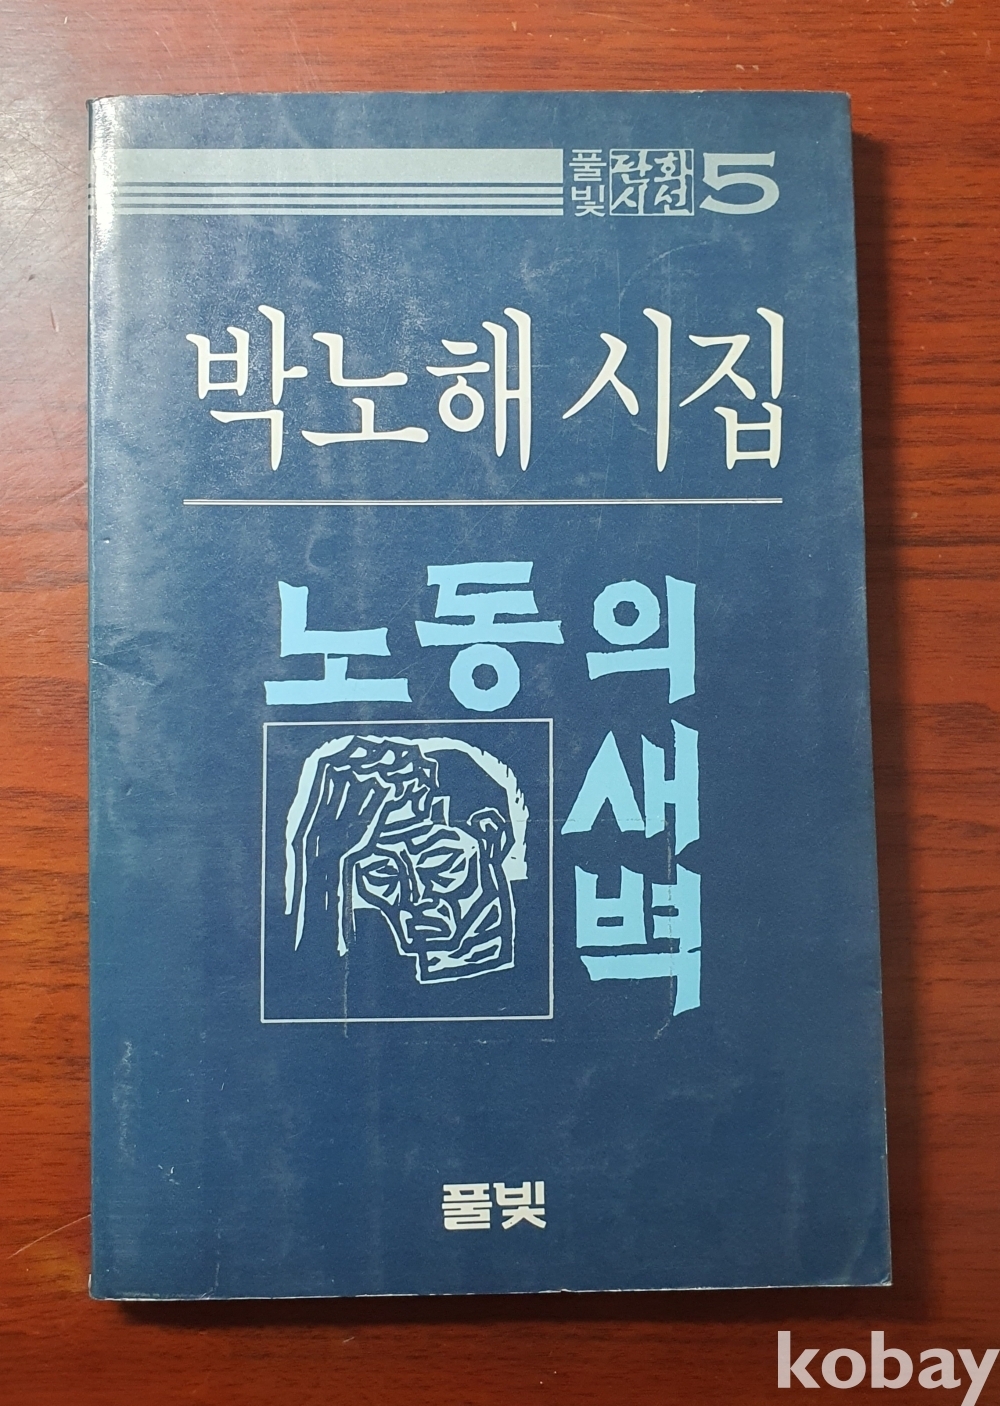 풀빛 판화시선 5
박노해 시집
노동의
새
벽
풀빛
kobay